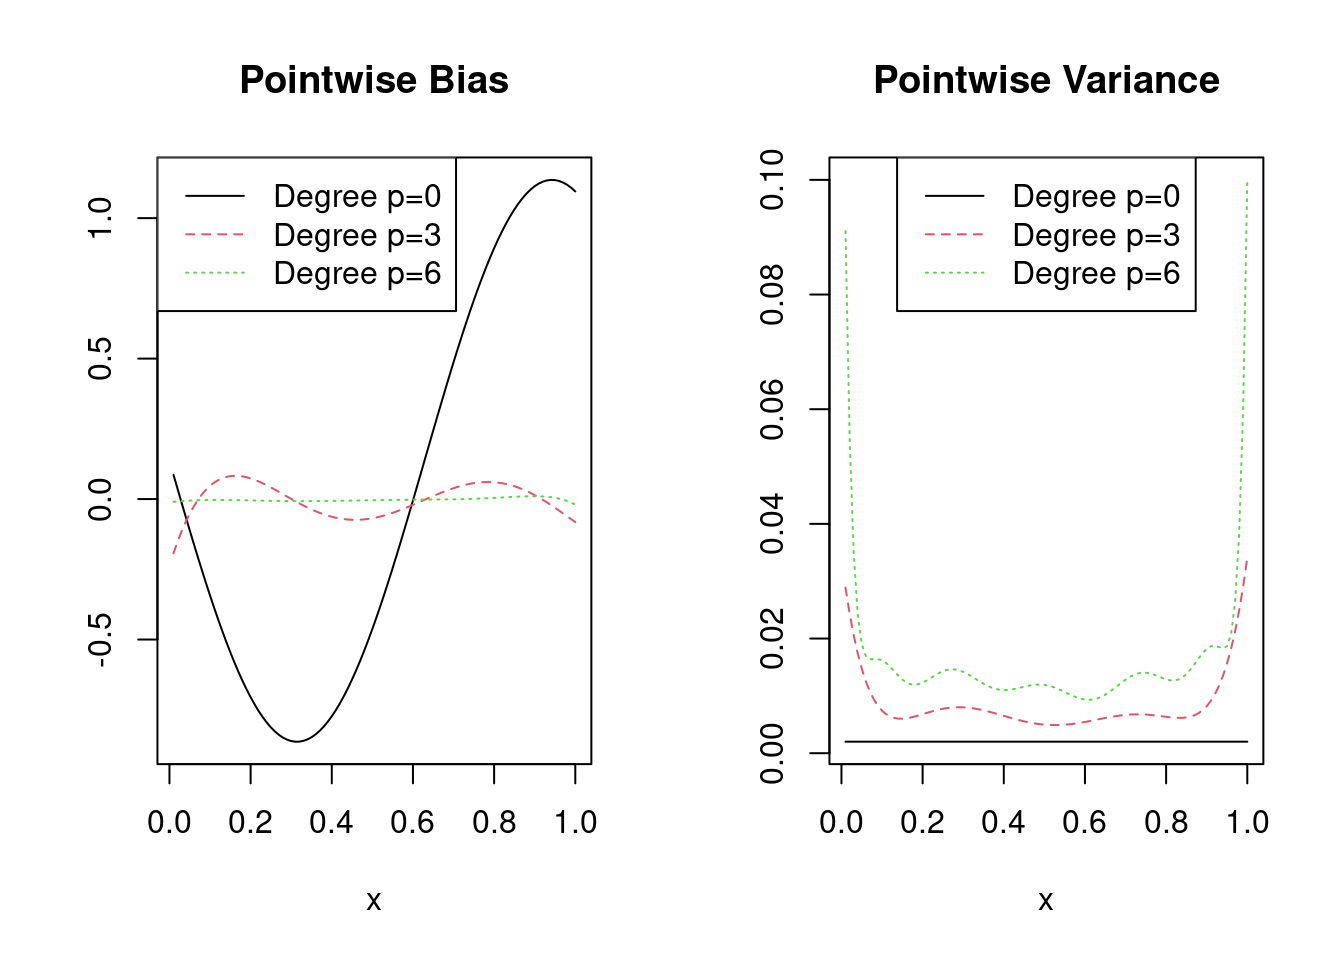 Pointwise Bias
Degree p=0
Degree p=3
Degree p=6
1.0
0.5
0.0
-0.5
0.0 0.2 0.4 0.6 0.8 1.0
x
Pointwise Variance
Degree p=0
Degree p=3
Degree p=6
0.10
0.08
0.06
0.04
0.02
0.00
0.0 0.2 0.4 0.6 0.8 1.0
x